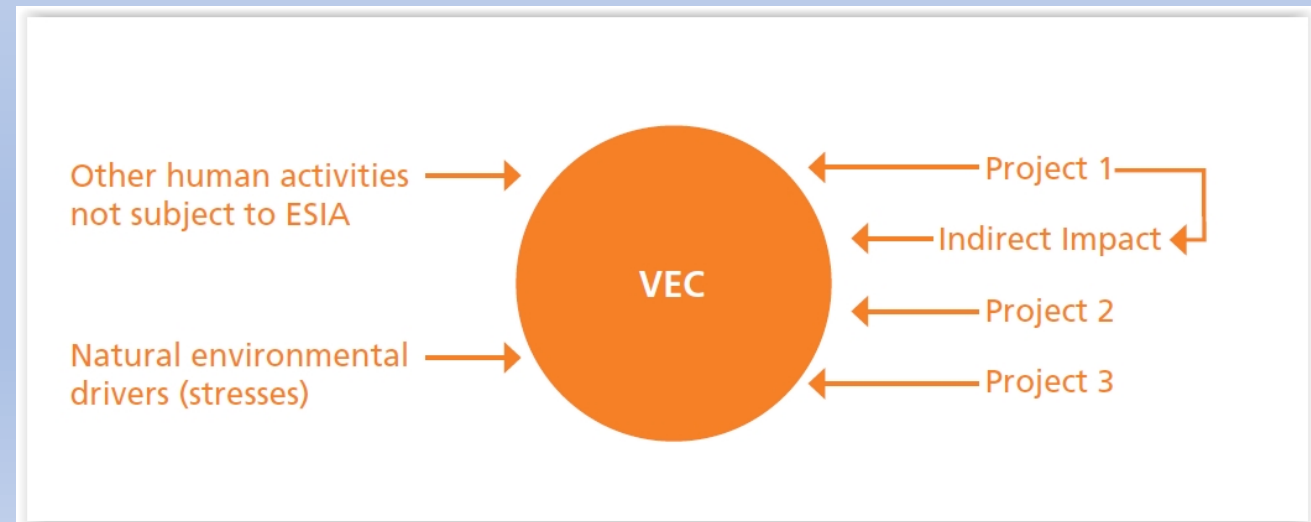 Other human activities
not subject to ESIA
Natural environmental
drivers (stresses)
VEC
Project 1
Indirect Impact
Project 2
Project 3